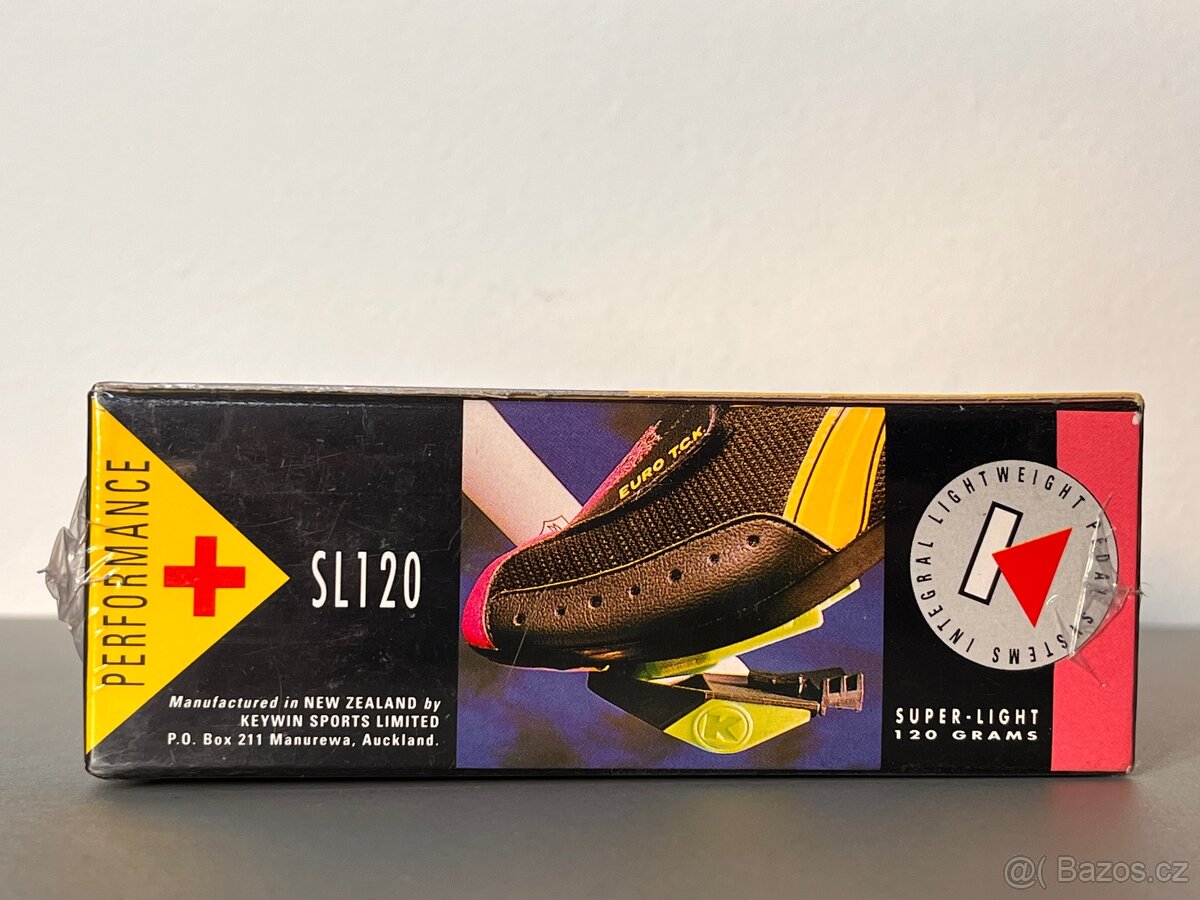 PERFORMANCE
SL120
Manufactured in NEW ZEALAND by
KEYWIN SPORTS LIMITED
P.O. Box 211 Manurewa, Auckland.
EURO T.C.K.
K
INTEGRAL LIGHTWEIGHT PEDAL SYSTEMS
SUPER-LIGHT
120 GRAMS
@( Bazos.cz